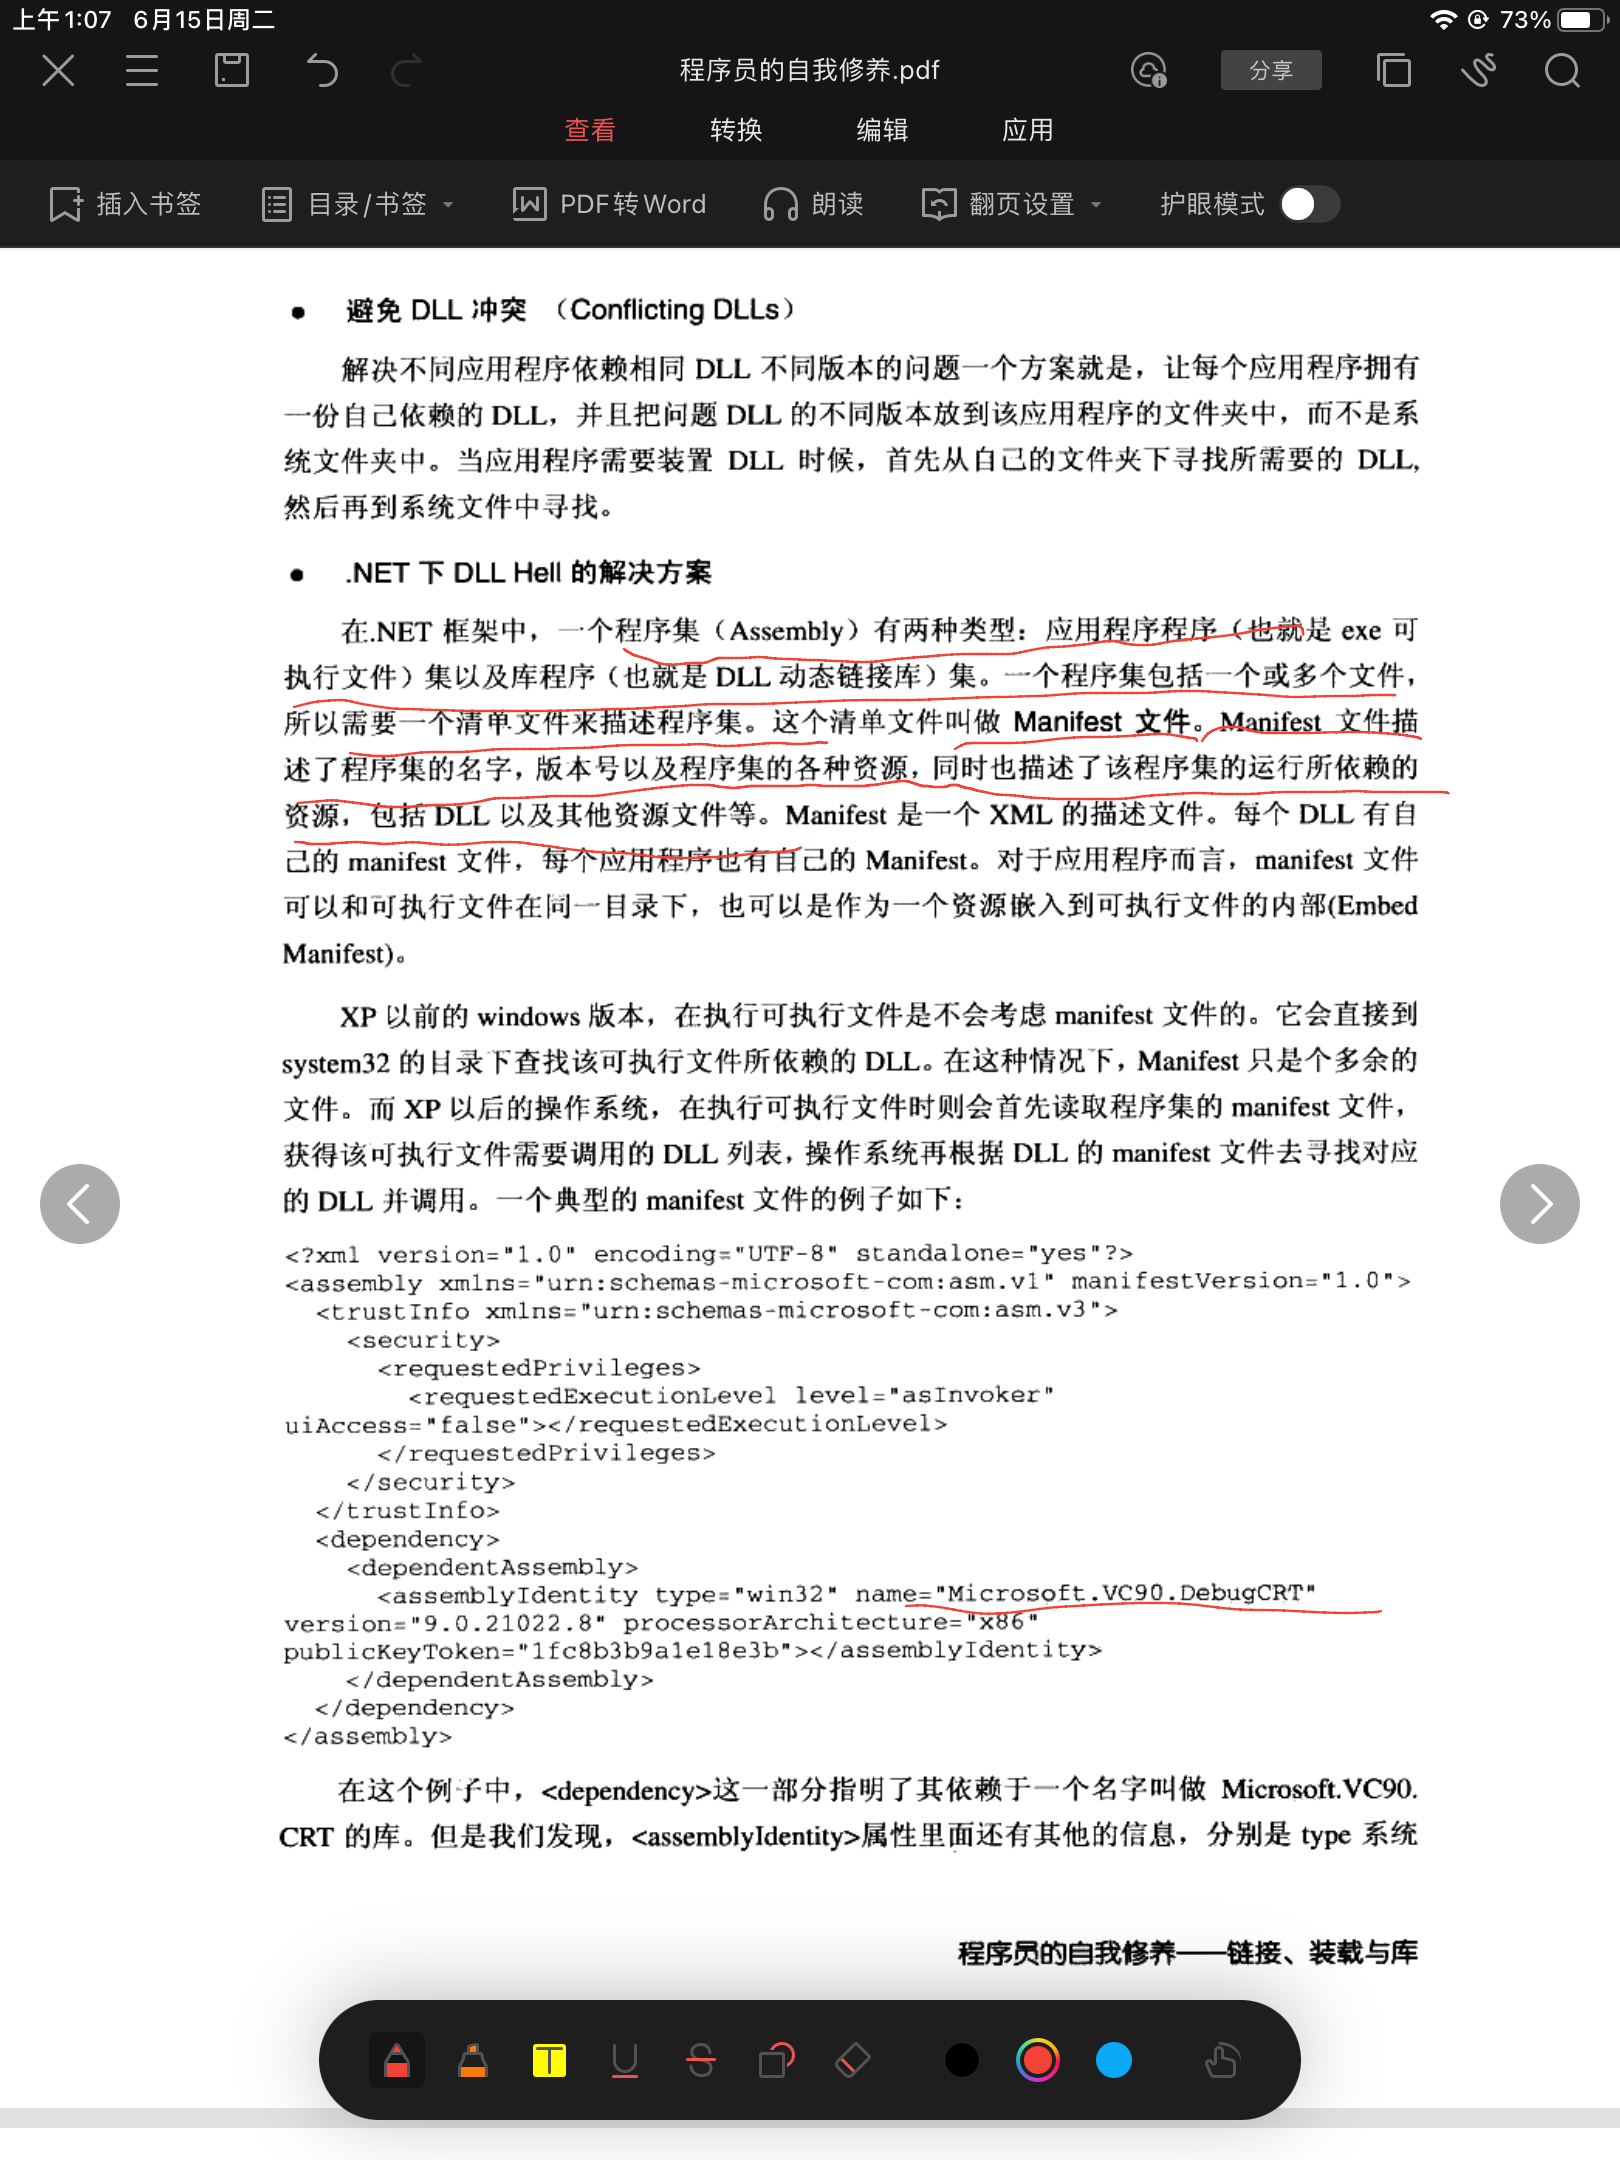 上午1:07 6月15日周二
73%
程序员的自我修养.pdf
分享
查看 转换 编辑 应用
插入书签 目录/书签 PDF转Word 朗读 翻页设置 护眼模式
• 避免 DLL 冲突 （Conflicting DLLs）
解决不同应用程序依赖相同 DLL 不同版本的问题一个方案就是，让每个应用程序拥有
一份自己依赖的 DLL，并且把问题 DLL 的不同版本放到该应用程序的文件夹中，而不是系
统文件夹中。当应用程序需要装置 DLL 时候，首先从自己的文件夹下寻找所需要的 DLL,
然后再到系统文件中寻找。
• .NET 下 DLL Hell 的解决方案
在.NET 框架中，一个程序集（Assembly）有两种类型：应用程序程序（也就是 exe 可
执行文件）集以及库程序（也就是 DLL 动态链接库）集。一个程序集包括一个或多个文件，
所以需要一个清单文件来描述程序集。这个清单文件叫做 Manifest 文件。Manifest 文件描
述了程序集的名字，版本号以及程序集的各种资源，同时也描述了该程序集的运行所依赖的
资源，包括 DLL 以及其他资源文件等。Manifest 是一个 XML 的描述文件。每个 DLL 有自
己的 manifest 文件，每个应用程序也有自己的 Manifest。对于应用程序而言，manifest 文件
可以和可执行文件在同一目录下，也可以是作为一个资源嵌入到可执行文件的内部(Embed
Manifest)。
XP 以前的 windows 版本，在执行可执行文件是不会考虑 manifest 文件的。它会直接到
system32 的目录下查找该可执行文件所依赖的 DLL。在这种情况下，Manifest 只是个多余的
文件。而 XP 以后的操作系统，在执行可执行文件时则会首先读取程序集的 manifest 文件，
获得该可执行文件需要调用的 DLL 列表，操作系统再根据 DLL 的 manifest 文件去寻找对应
的 DLL 并调用。一个典型的 manifest 文件的例子如下：
<?xml version="1.0" encoding="UTF-8" standalone="yes"?>
<assembly xmlns="urn:schemas-microsoft-com:asm.v1" manifestVersion="1.0">
<trustInfo xmlns="urn:schemas-microsoft-com:asm.v3">
<security>
<requestedPrivileges>
<requestedExecutionLevel level="asInvoker"
uiAccess="false"></requestedExecutionLevel>
</requestedPrivileges>
</security>
</trustInfo>
<dependency>
<dependentAssembly>
<assemblyIdentity type="win32" name="Microsoft.VC90.DebugCRT"
version="9.0.21022.8" processorArchitecture="x86"
publicKeyToken="1fc8b3b9a1e18e3b"></assemblyIdentity>
</dependentAssembly>
</dependency>
</assembly>
在这个例子中，<dependency>这一部分指明了其依赖于一个名字叫做 Microsoft.VC90.
CRT 的库。但是我们发现，<assemblyIdentity>属性里面还有其他的信息，分别是 type 系统
程序员的自我修养——链接、装载与库